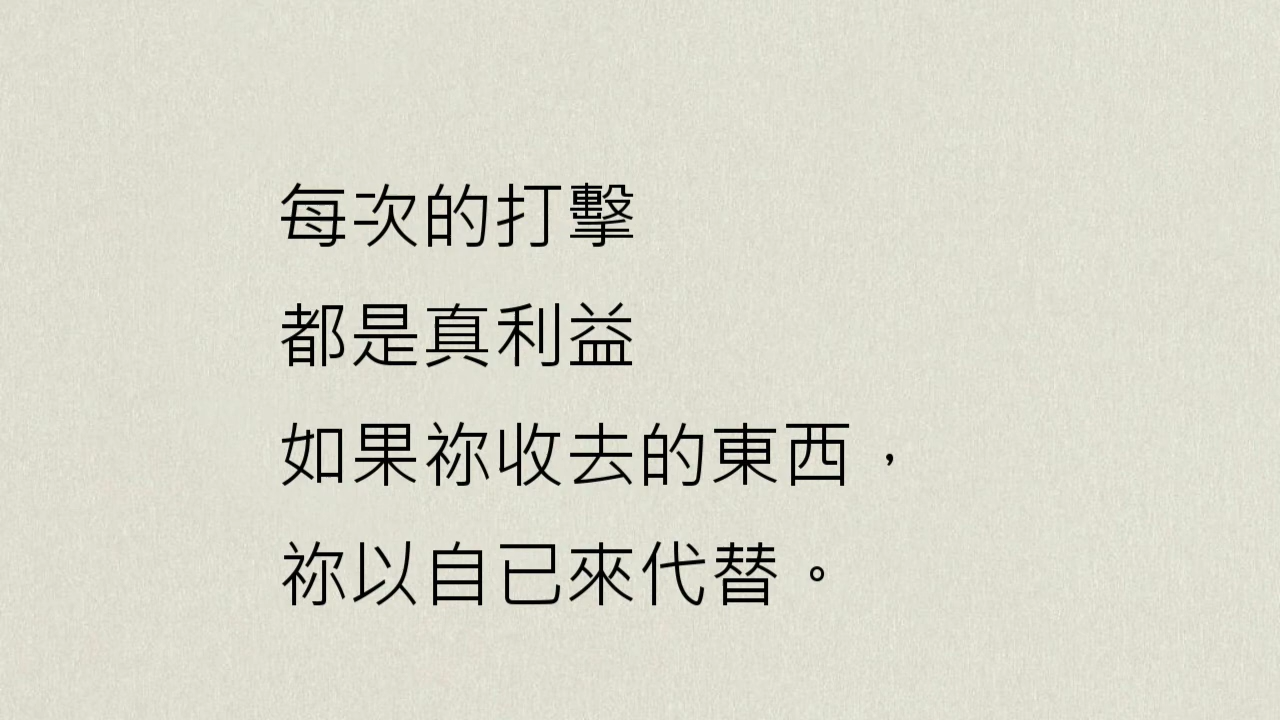 每次的打擊
都是真利益
如果祢收去的東西，
祢以自己來代替。